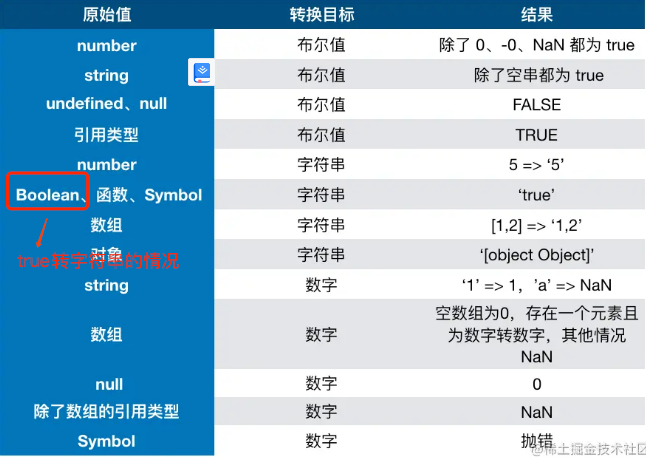 原始值 转换目标 结果
number 布尔值 除了 0、-0、NaN 都为 true
string 布尔值 除了空串都为 true
undefined、null 布尔值 FALSE
引用类型 布尔值 TRUE
number 字符串 5 => ‘5’
Boolean、函数、Symbol 字符串 ‘true’
数组 字符串 [1,2] => ‘1,2’
对象 字符串 ‘[object Object]’
true转字符串的情况
string 数字 ‘1’ => 1，’a’ => NaN
数组 数字 空数组为0，存在一个元素且
为数字转数字，其他情况
NaN
null 数字 0
除了数组的引用类型 数字 NaN
Symbol 数字 抛错
@稀土掘金技术社区